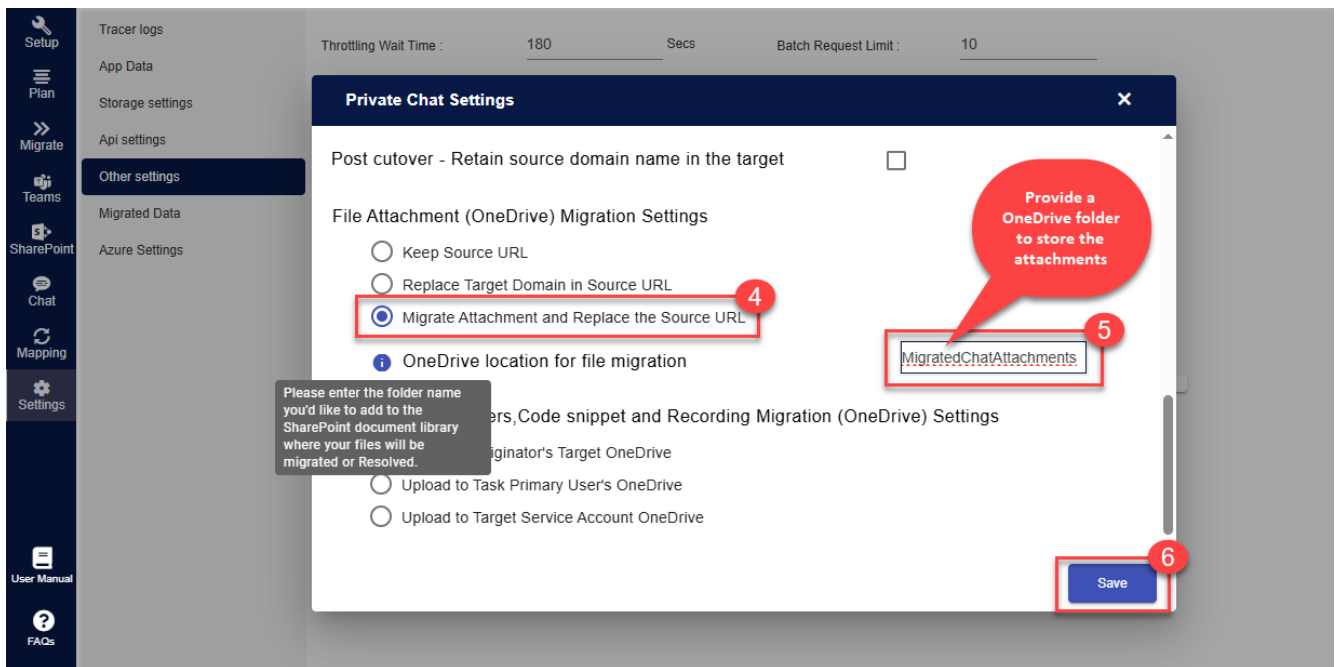 Setup
Plan
Migrate
Teams
SharePoint
Chat
Mapping
Settings
User Manual
FAQs
Tracer logs
App Data
Storage settings
Api settings
Other settings
Migrated Data
Azure Settings
Throttling Wait Time : 180 Secs Batch Request Limit : 10
Private Chat Settings
Post cutover - Retain source domain name in the target
File Attachment (OneDrive) Migration Settings
Keep Source URL
Replace Target Domain in Source URL
Migrate Attachment and Replace the Source URL
4
OneDrive location for file migration
MigratedChatAttachments
5
Provide a
OneDrive folder
to store the
attachments
Please enter the folder name
you'd like to add to the
SharePoint document library
where your files will be
migrated or Resolved.
ers,Code snippet and Recording Migration (OneDrive) Settings
iginator's Target OneDrive
Upload to Task Primary User's OneDrive
Upload to Target Service Account OneDrive
6
Save